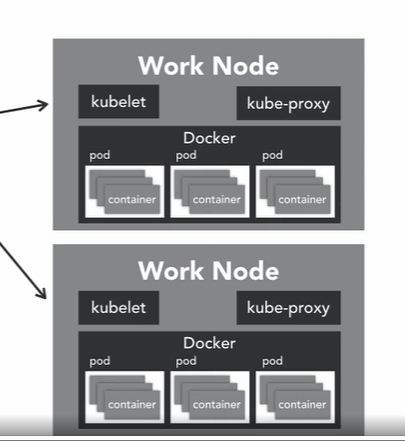 Work Node
kubelet kube-proxy
Docker
pod pod pod
container container container
Work Node
kubelet kube-proxy
Docker
pod pod pod
container container container